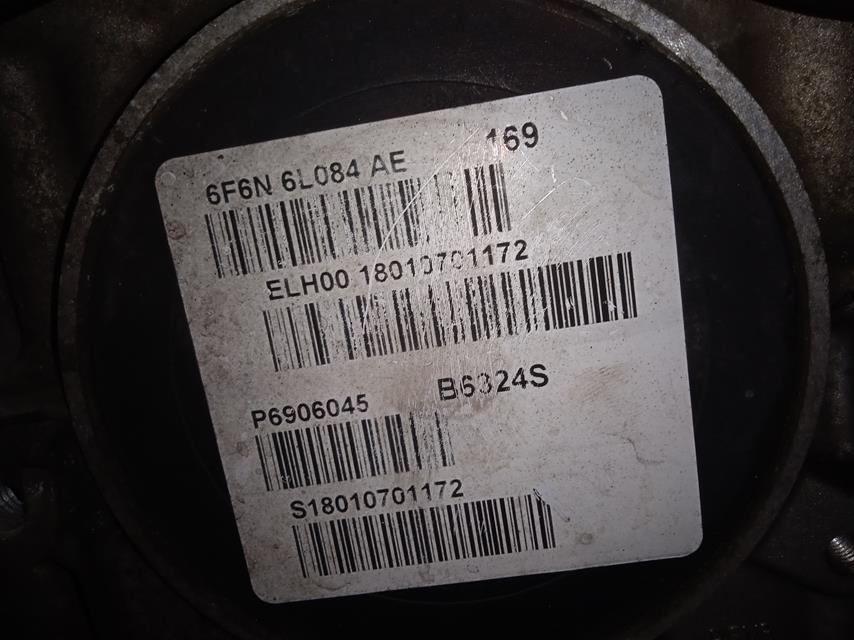 6F6N 6L084 AE 169
ELH00 18010701172
P6906045 B6324S
S18010701172